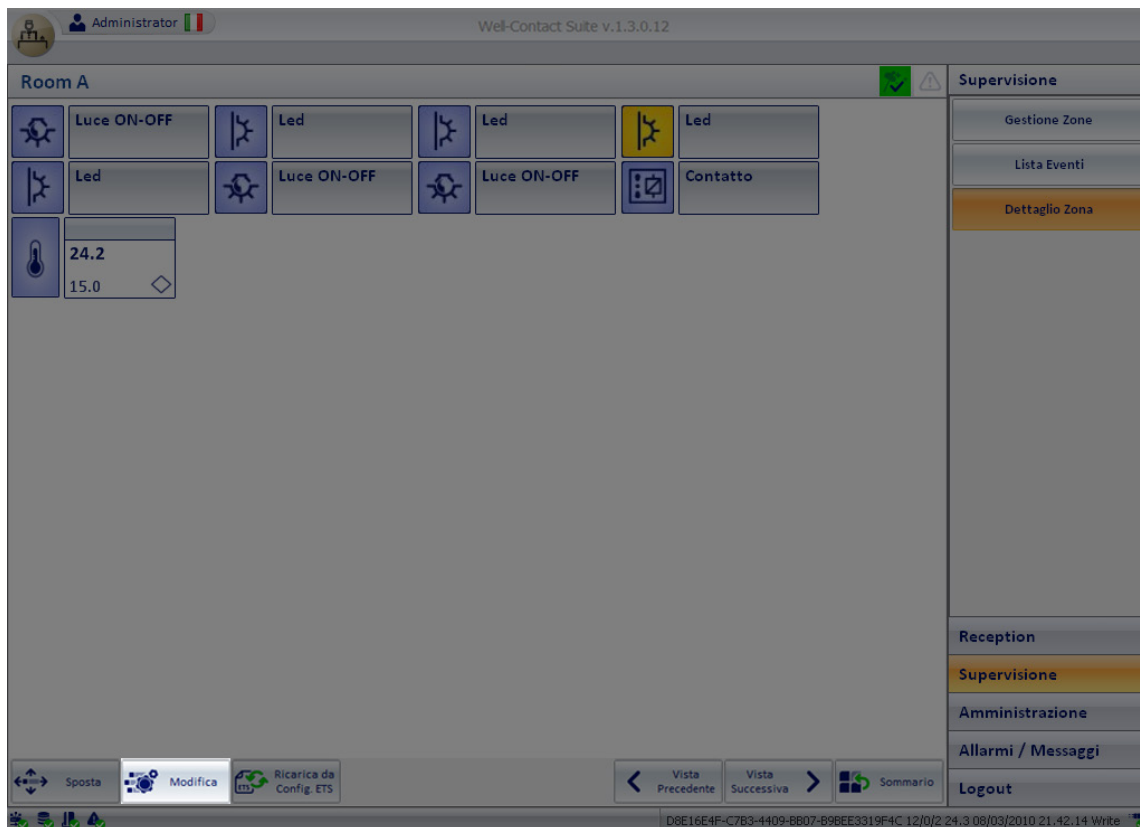 Administrator
Well-Contact Suite v.1.3.0.12
Room A
Supervisione
Luce ON-OFF
Led
Led
Led
Gestione Zone
Led
Luce ON-OFF
Luce ON-OFF
Contatto
Lista Eventi
Dettaglio Zona
24.2
15.0
Reception
Supervisione
Amministrazione
Allarmi / Messaggi
Logout
Sposta
Modifica
ETS
Ricarica da
Config. ETS
Vista
Precedente
Vista
Successiva
Sommario
D8E16E4F-C7B3-4409-BB07-B9BEE3319F4C 12/0/2 24.3 08/03/2010 21.42.14 Write